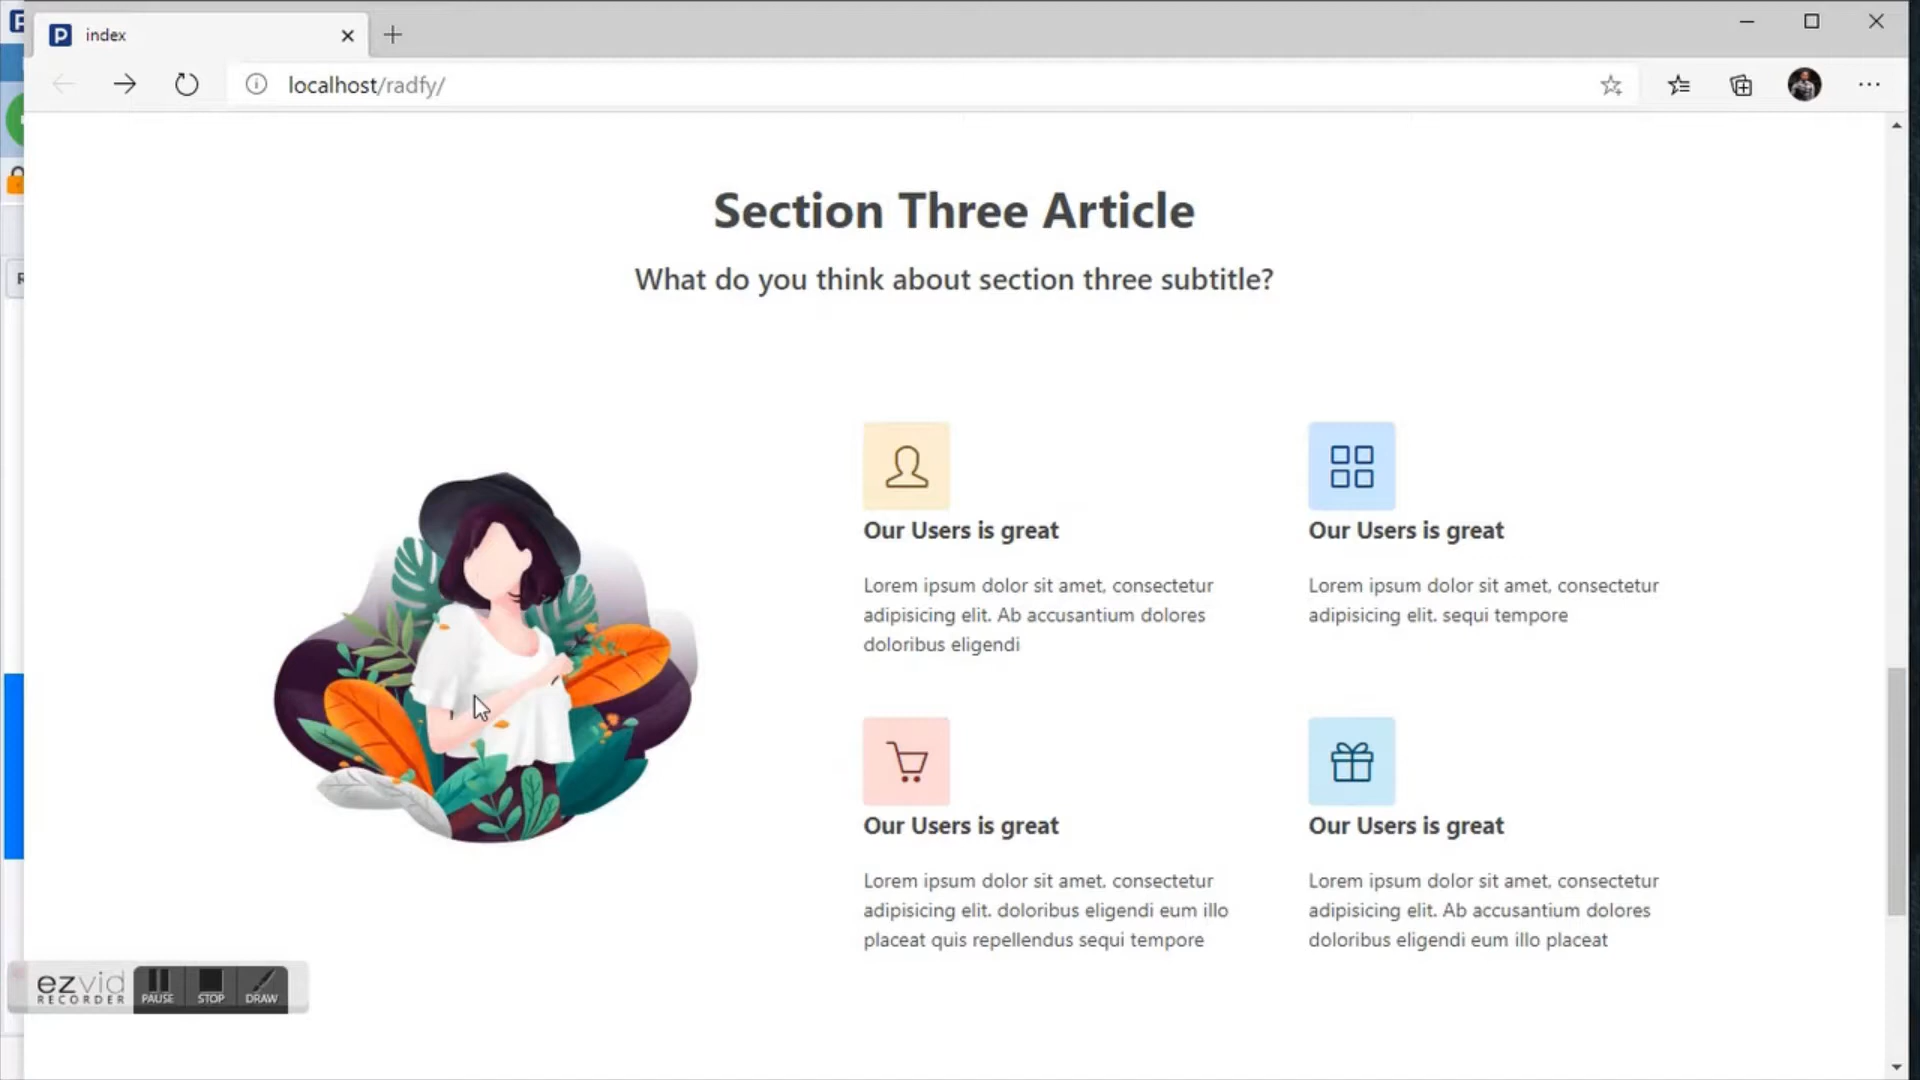 index
localhost/radfy/
Section Three Article
What do you think about section three subtitle?
Our Users is great
Lorem ipsum dolor sit amet, consectetur
adipisicing elit. Ab accusantium dolores
doloribus eligendi
Our Users is great
Lorem ipsum dolor sit amet, consectetur
adipisicing elit. sequi tempore
Our Users is great
Lorem ipsum dolor sit amet, consectetur
adipisicing elit. doloribus eligendi eum illo
placeat quis repellendus sequi tempore
Our Users is great
Lorem ipsum dolor sit amet, consectetur
adipisicing elit. Ab accusantium dolores
doloribus eligendi eum illo placeat
ezvid
RECORDER
PAUSE
STOP
DRAW